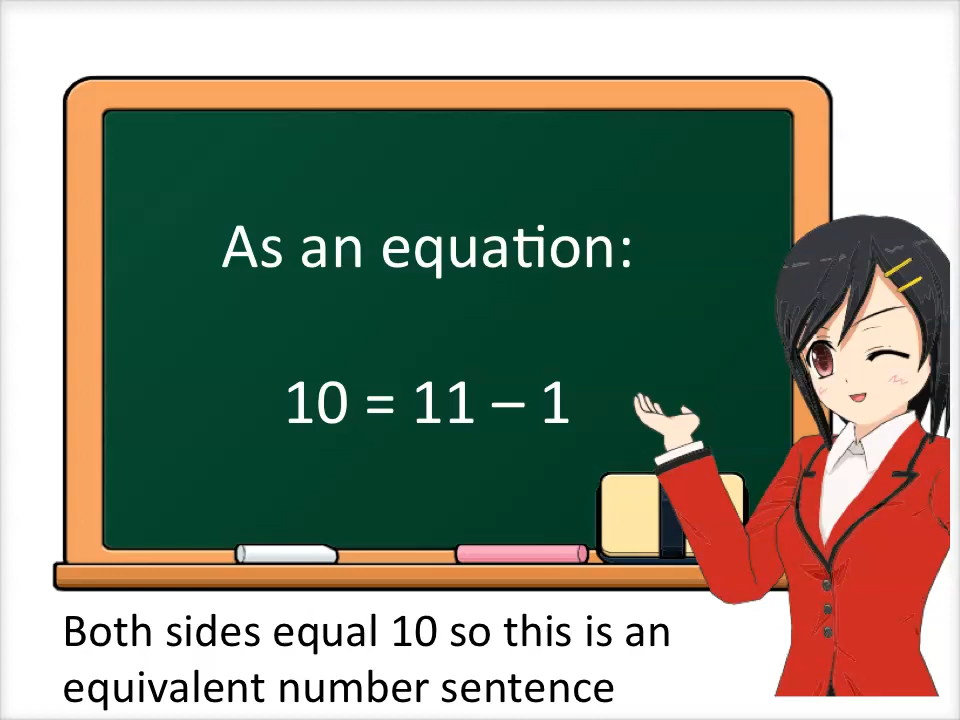 As an equation:
10 = 11 – 1
Both sides equal 10 so this is an
equivalent number sentence